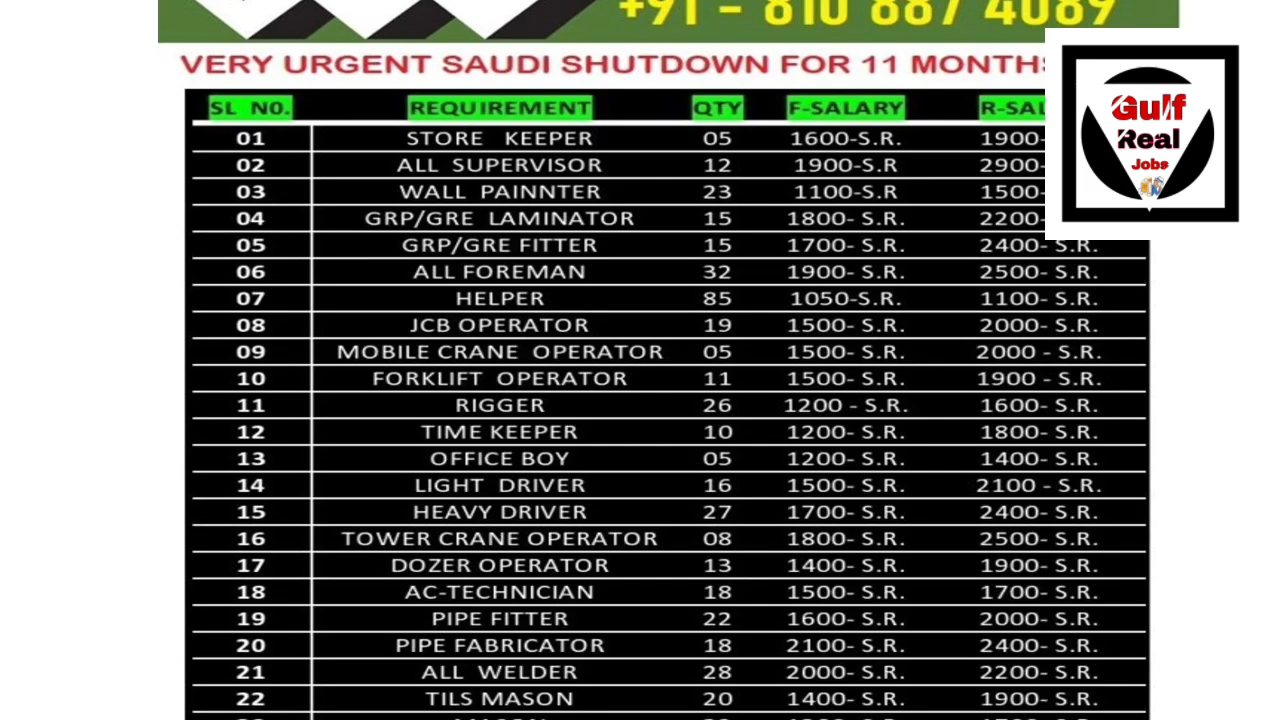 +91 - 810 887 4089
VERY URGENT SAUDI SHUTDOWN FOR 11 MONTHS
Gulf
Real
Jobs
SL NO. REQUIREMENT QTY F-SALARY R-SAL
01 STORE KEEPER 05 1600-S.R. 1900-
02 ALL SUPERVISOR 12 1900-S.R 2900-
03 WALL PAINNTER 23 1100-S.R 1500-
04 GRP/GRE LAMINATOR 15 1800- S.R. 2200-
05 GRP/GRE FITTER 15 1700- S.R. 2400- S.R.
06 ALL FOREMAN 32 1900- S.R. 2500- S.R.
07 HELPER 85 1050-S.R. 1100- S.R.
08 JCB OPERATOR 19 1500- S.R. 2000- S.R.
09 MOBILE CRANE OPERATOR 05 1500- S.R. 2000 - S.R.
10 FORKLIFT OPERATOR 11 1500- S.R. 1900 - S.R.
11 RIGGER 26 1200 - S.R. 1600- S.R.
12 TIME KEEPER 10 1200- S.R. 1800- S.R.
13 OFFICE BOY 05 1200- S.R. 1400- S.R.
14 LIGHT DRIVER 16 1500- S.R. 2100 - S.R.
15 HEAVY DRIVER 27 1700- S.R. 2400- S.R.
16 TOWER CRANE OPERATOR 08 1800- S.R. 2500- S.R.
17 DOZER OPERATOR 13 1400- S.R. 1900- S.R.
18 AC-TECHNICIAN 18 1500- S.R. 1700- S.R.
19 PIPE FITTER 22 1600- S.R. 2000- S.R.
20 PIPE FABRICATOR 18 2100- S.R. 2400- S.R.
21 ALL WELDER 28 2000- S.R. 2200- S.R.
22 TILS MASON 20 1400- S.R. 1900- S.R.